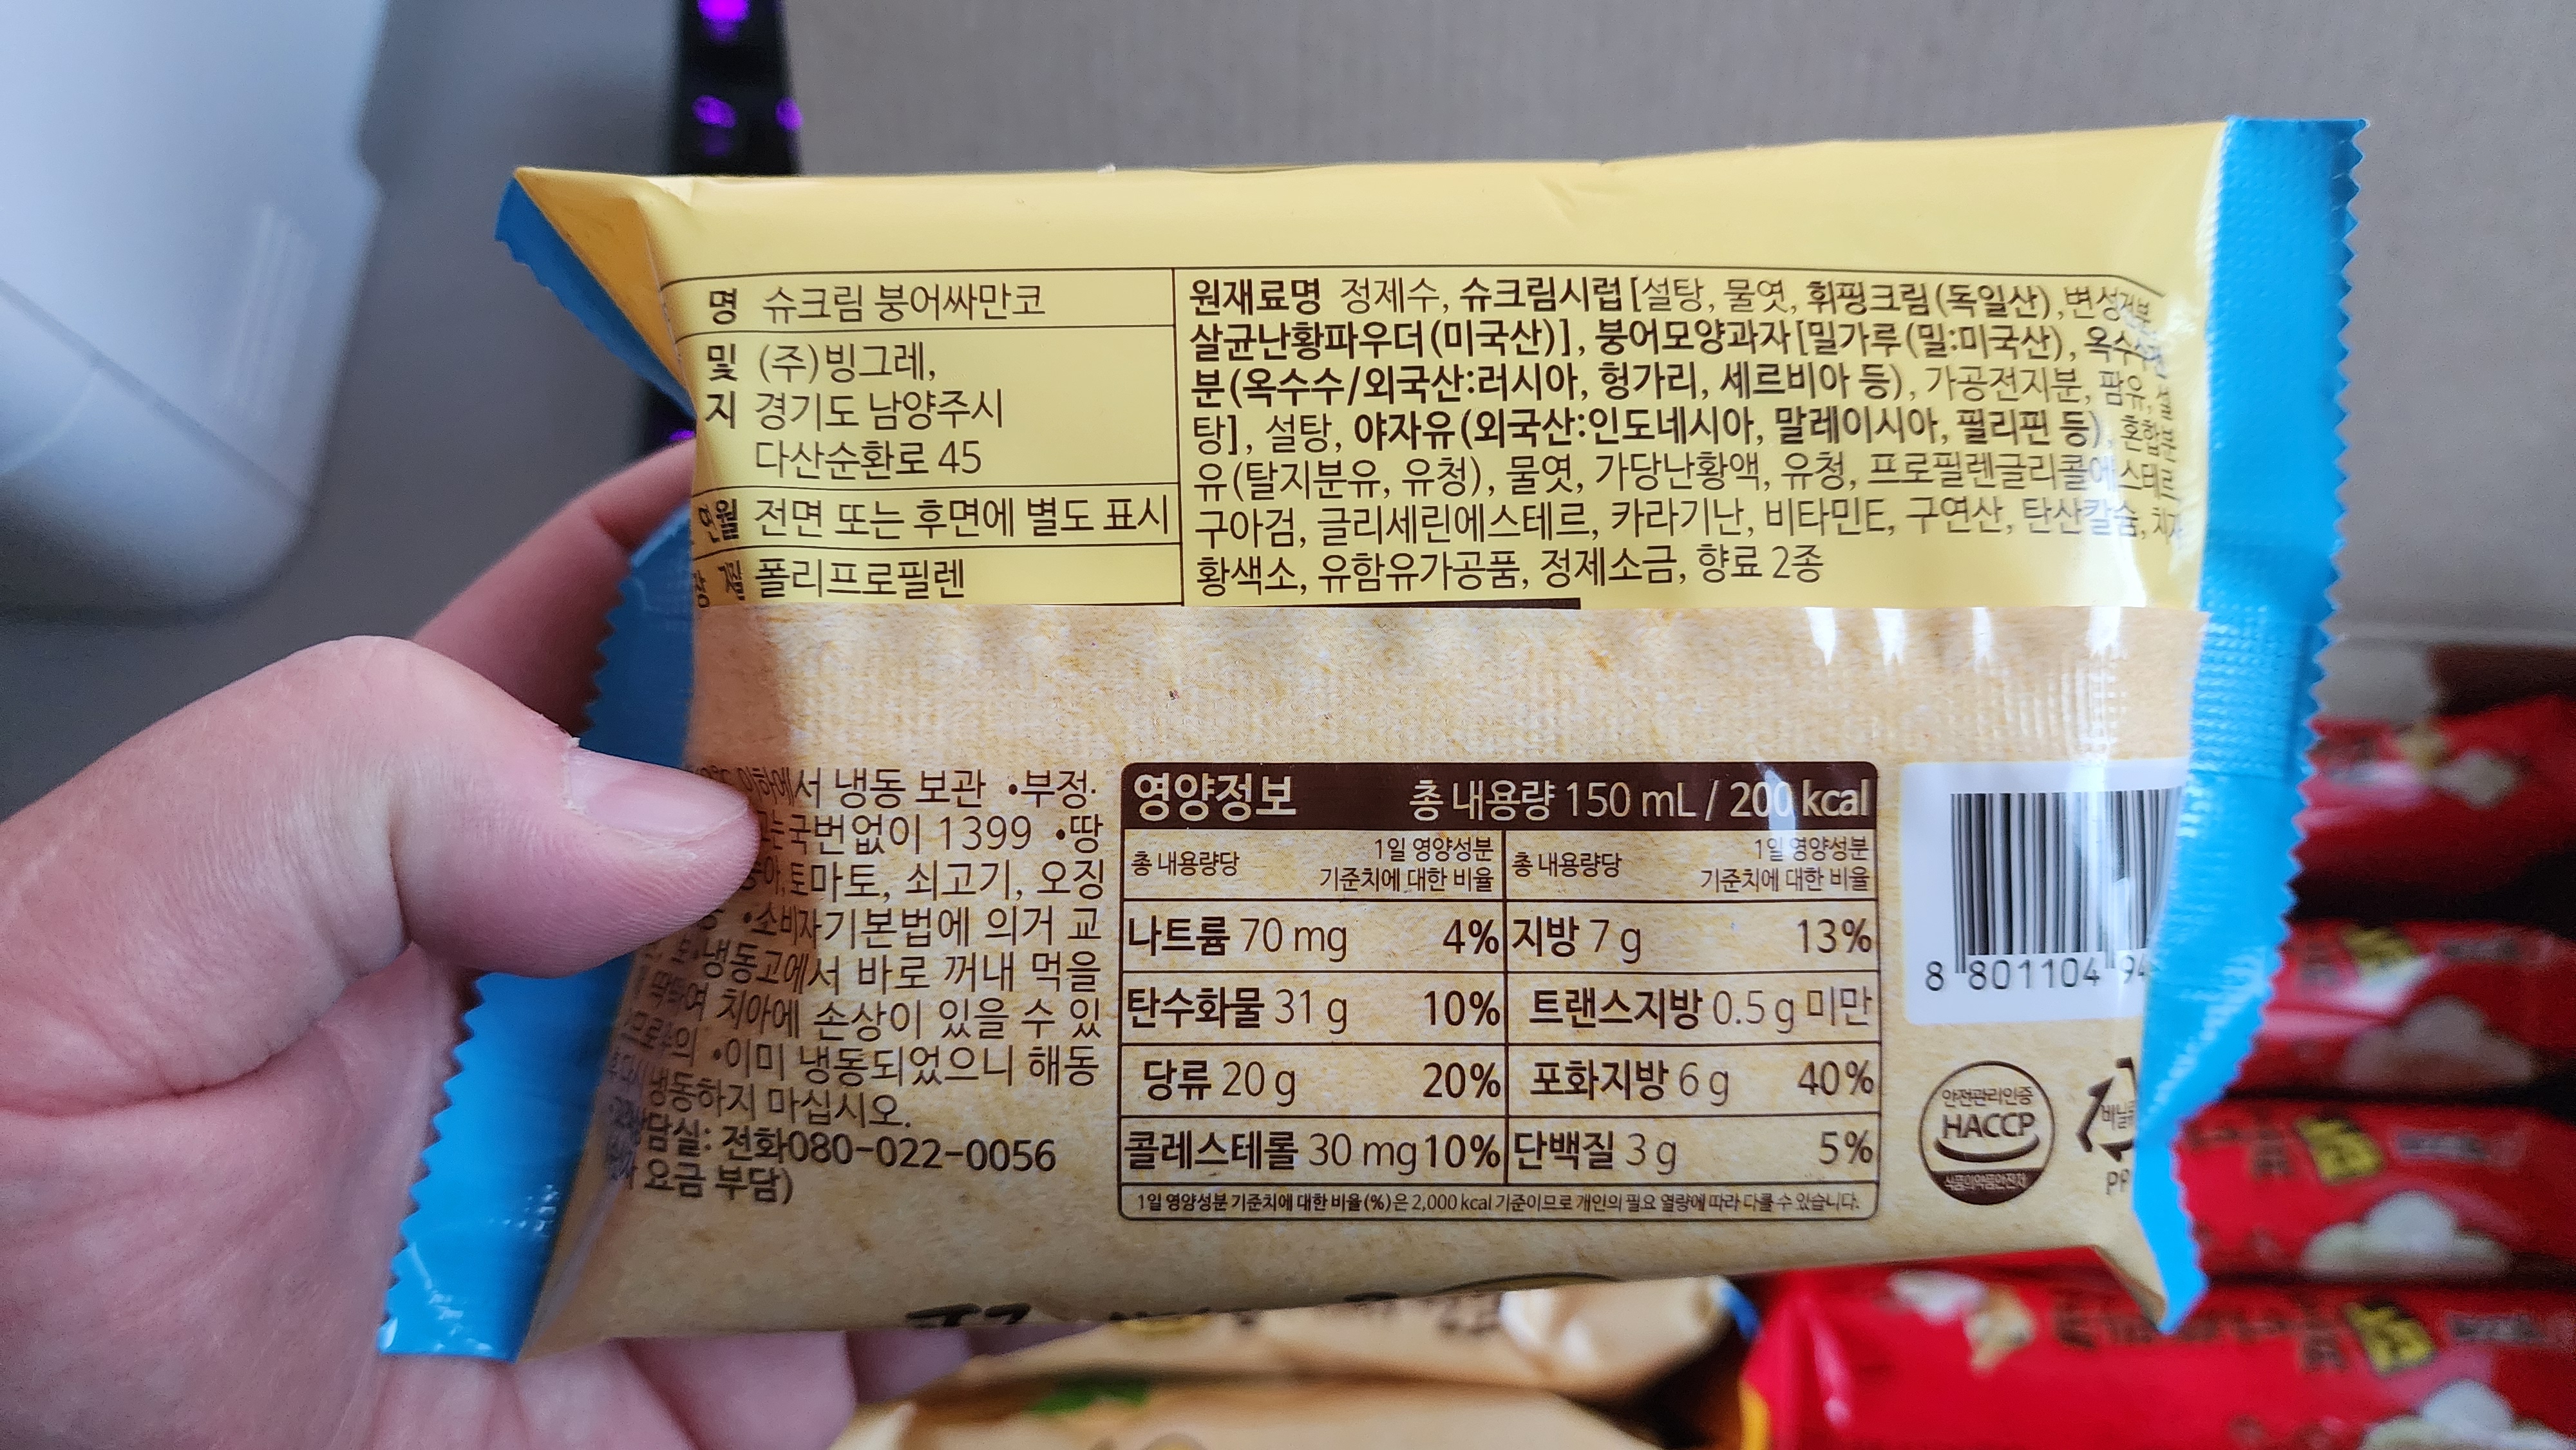 명 슈크림 붕어싸만코
및 (주)빙그레,
지 경기도 남양주시
다산순환로 45
연월 전면 또는 후면에 별도 표시
폴리프로필렌
원재료명 정제수, 슈크림시럽[설탕, 물엿, 휘핑크림(독일산),변성전분,
살균난황파우더(미국산)], 붕어모양과자[밀가루(밀:미국산), 옥수수전
분(옥수수/외국산:러시아, 헝가리, 세르비아 등), 가공전지분, 팜유, 설
탕], 설탕, 야자유(외국산:인도네시아, 말레이시아, 필리핀 등), 혼합분
유(탈지분유, 유청), 물엿, 가당난황액, 유청, 프로필렌글리콜에스테르
구아검, 글리세린에스테르, 카라기난, 비타민E, 구연산, 탄산칼슘, 치자
황색소, 유함유가공품, 정제소금, 향료 2종
이하에서 냉동 보관 •부정·
국번없이 1399 •땅
토마토, 쇠고기, 오징
•소비자기본법에 의거 교
냉동고에서 바로 꺼내 먹을
치아에 손상이 있을 수 있
•이미 냉동되었으니 해동
냉동하지 마십시오.
담실: 전화080-022-0056
요금 부담)
영양정보 총 내용량 150 mL / 200 kcal
총 내용량당 1일 영양성분 기준치에 대한 비율 총 내용량당 1일 영양성분 기준치에 대한 비율
나트륨 70 mg 4% 지방 7 g 13%
탄수화물 31 g 10% 트랜스지방 0.5 g 미만
당류 20 g 20% 포화지방 6 g 40%
콜레스테롤 30 mg 10% 단백질 3 g 5%
1일 영양성분 기준치에 대한 비율(%)은 2,000 kcal 기준이므로 개인의 필요 열량에 따라 다를 수 있습니다.
8 801104 94
안전관리인증
HACCP
식품의약품안전처
비닐류
PP